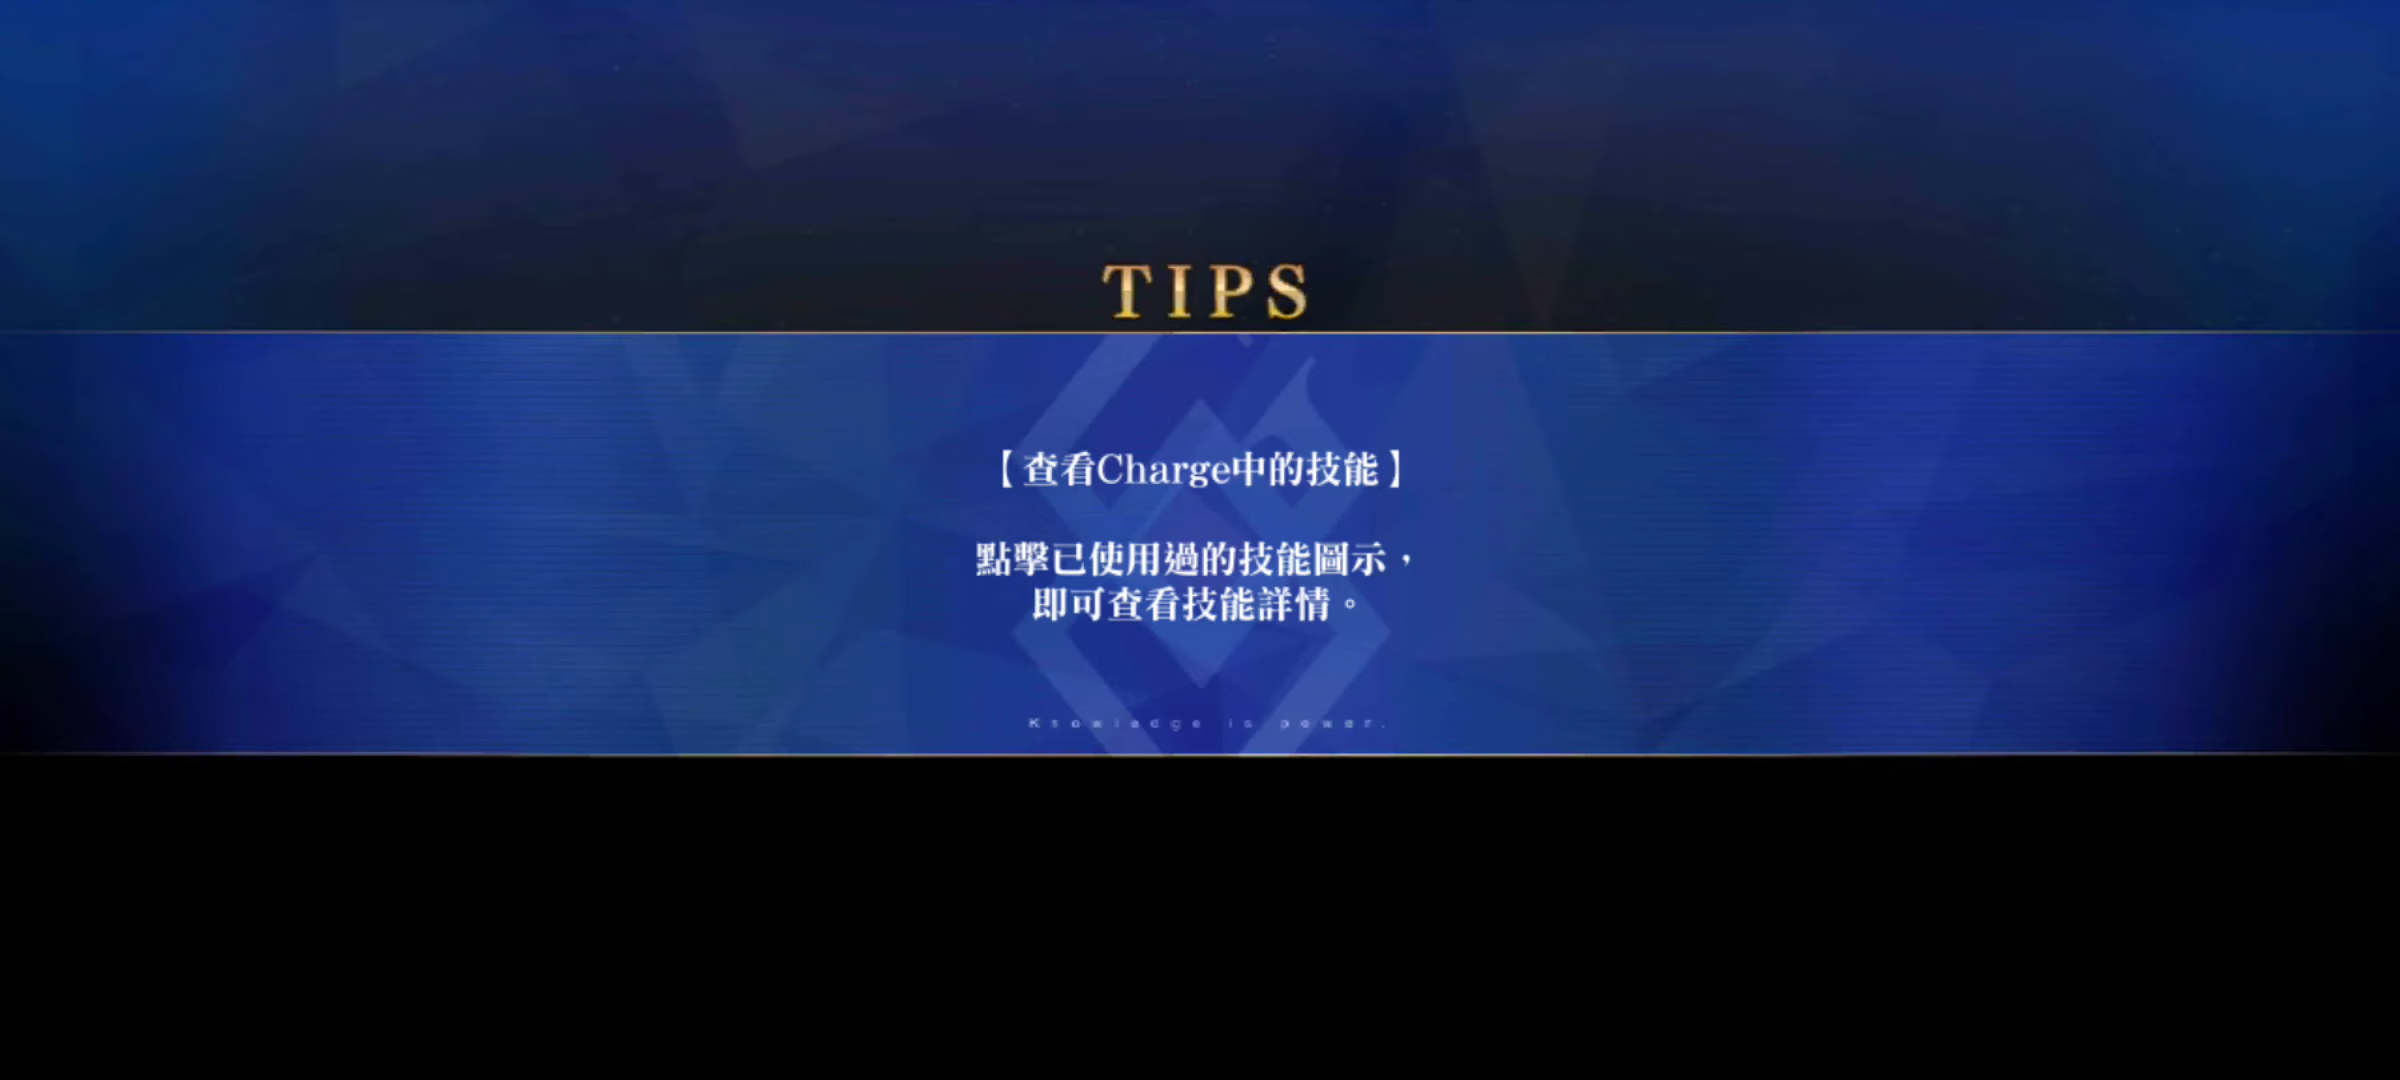 TIPS
【查看Charge中的技能】
點擊已使用過的技能圖示，
即可查看技能詳情。
Knowledge is power.